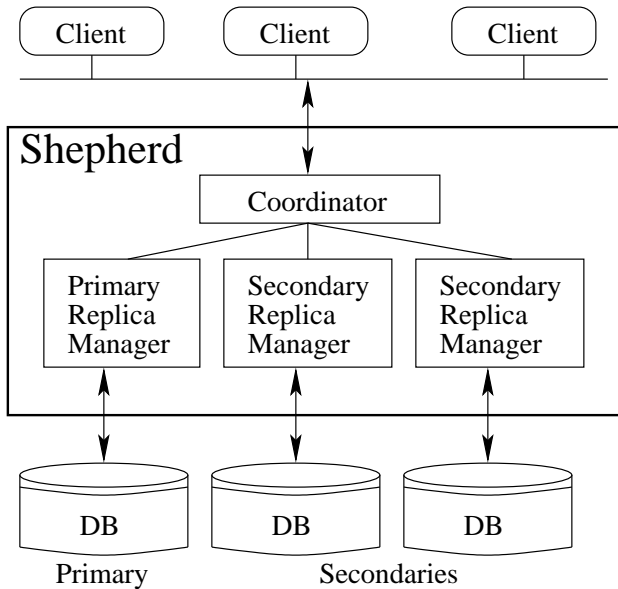 Client Client Client
Shepherd
Coordinator
Primary Replica Manager
Secondary Replica Manager
Secondary Replica Manager
DB DB DB
Primary Secondaries